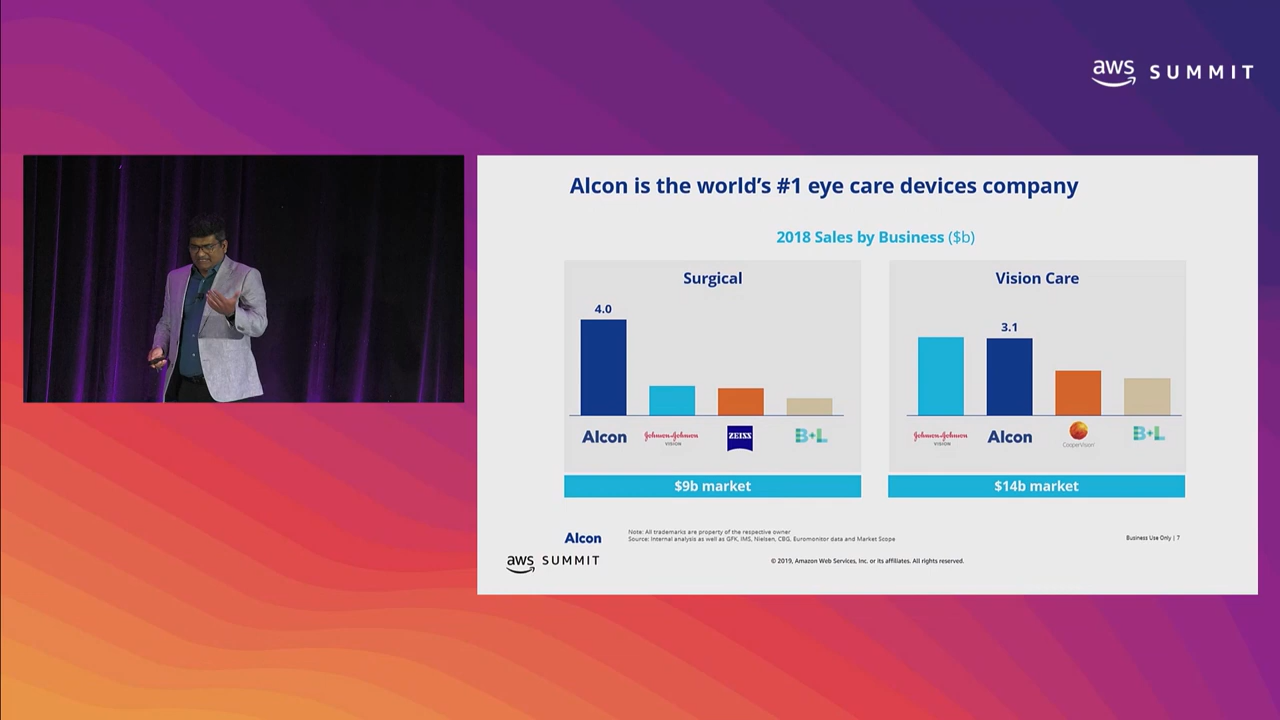 aws SUMMIT
Alcon is the world's #1 eye care devices company
2018 Sales by Business ($b)
Surgical
4.0
Alcon
Johnson&Johnson
VISION
ZEISS
B+L
$9b market
Vision Care
3.1
Johnson&Johnson
VISION
Alcon
CooperVision
B+L
$14b market
Alcon
Note: All trademarks are property of the respective owner
Source: Internal analysis as well as GFK, IMS, Nielsen, CBG, Euromonitor data and Market Scope
Business Use Only | 7
aws SUMMIT
© 2019, Amazon Web Services, Inc. or its affiliates. All rights reserved.